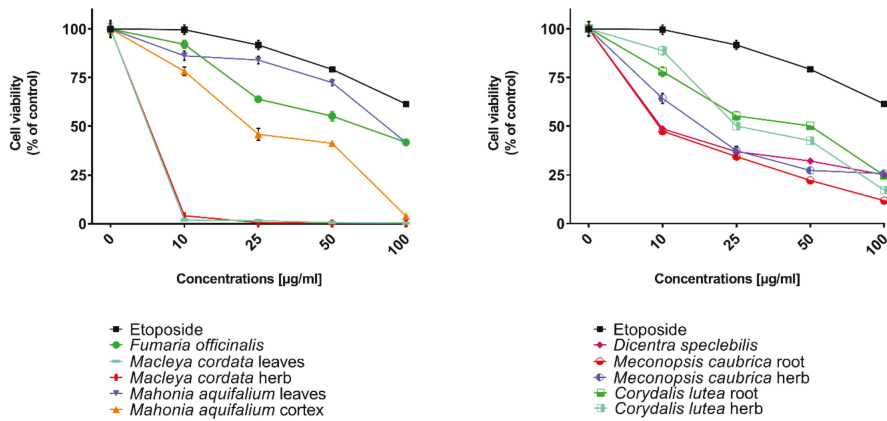 100
75
50
25
0
Cell viability
(% of control)
0
10
25
50
100
Concentrations [µg/ml]
Etoposide
Fumaria officinalis
Macleya cordata leaves
Macleya cordata herb
Mahonia aquifalium leaves
Mahonia aquifalium cortex
100
75
50
25
0
Cell viability
(% of control)
0
10
25
50
100
Concentrations [µg/ml]
Etoposide
Dicentra speclebilis
Meconopsis caubrica root
Meconopsis caubrica herb
Corydalis lutea root
Corydalis lutea herb